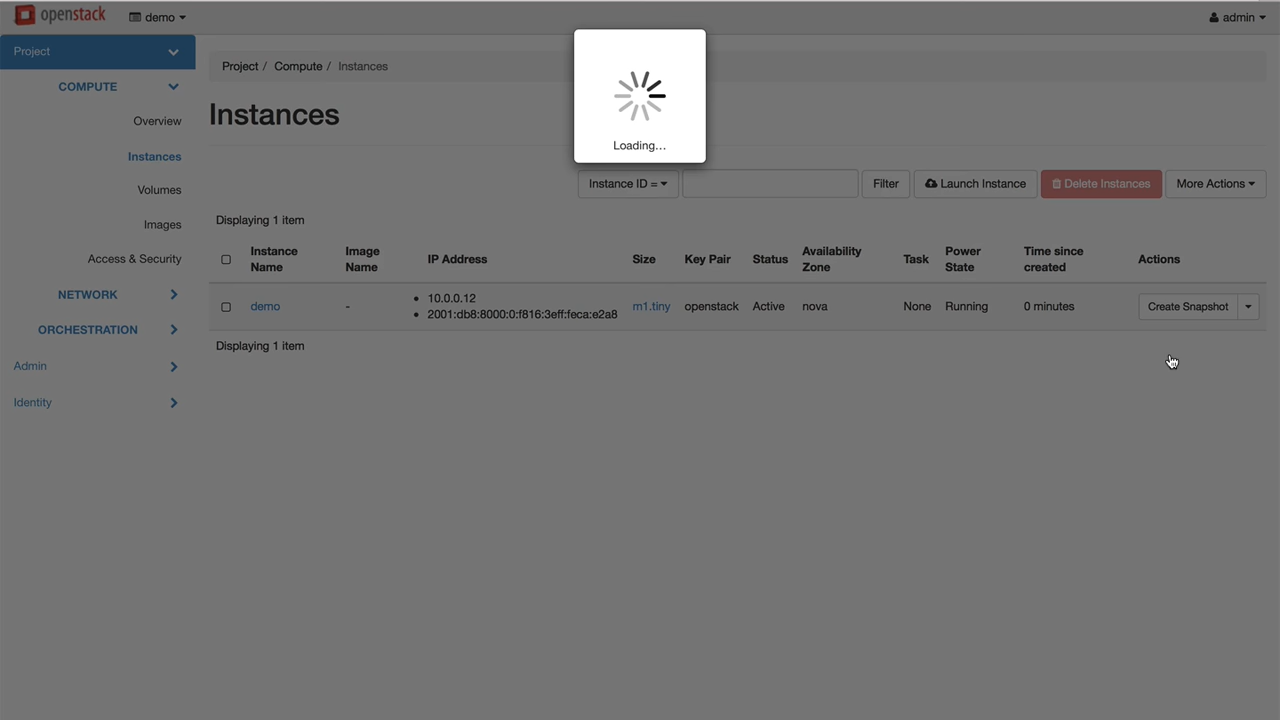 openstack demo admin
Project
COMPUTE
Overview
Instances
Volumes
Images
Access & Security
NETWORK
ORCHESTRATION
Admin
Identity
Project / Compute / Instances
Instances
Loading...
Instance ID = Filter Launch Instance Delete Instances More Actions
Displaying 1 item
Instance Name Image Name IP Address Size Key Pair Status Availability Zone Task Power State Time since created Actions
demo - 10.0.0.12 m1.tiny openstack Active nova None Running 0 minutes Create Snapshot
2001:db8:8000:0:f816:3eff:feca:e2a8
Displaying 1 item